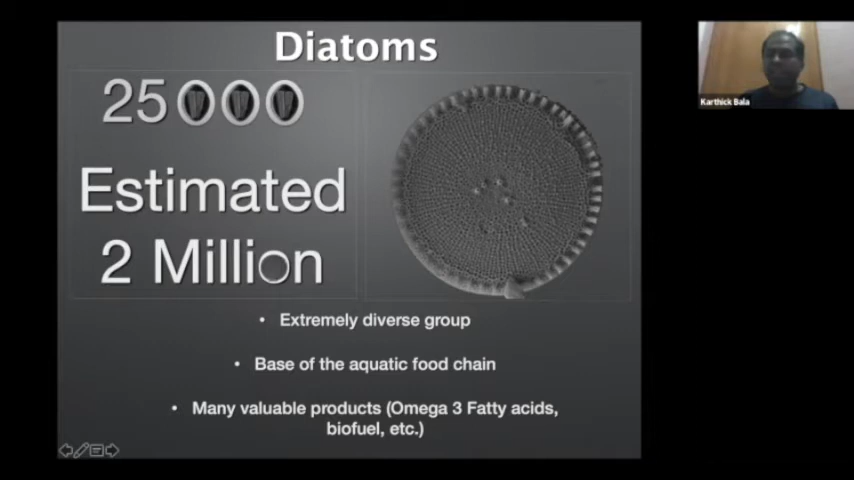 Diatoms
25000
Estimated
2 Million
• Extremely diverse group
• Base of the aquatic food chain
• Many valuable products (Omega 3 Fatty acids,
biofuel, etc.)
Karthick Bala